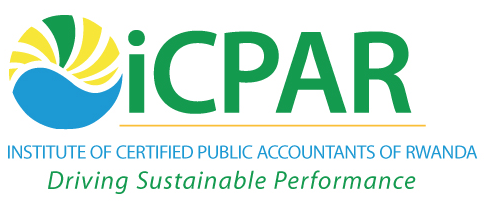 iCPAR
INSTITUTE OF CERTIFIED PUBLIC ACCOUNTANTS OF RWANDA
Driving Sustainable Performance